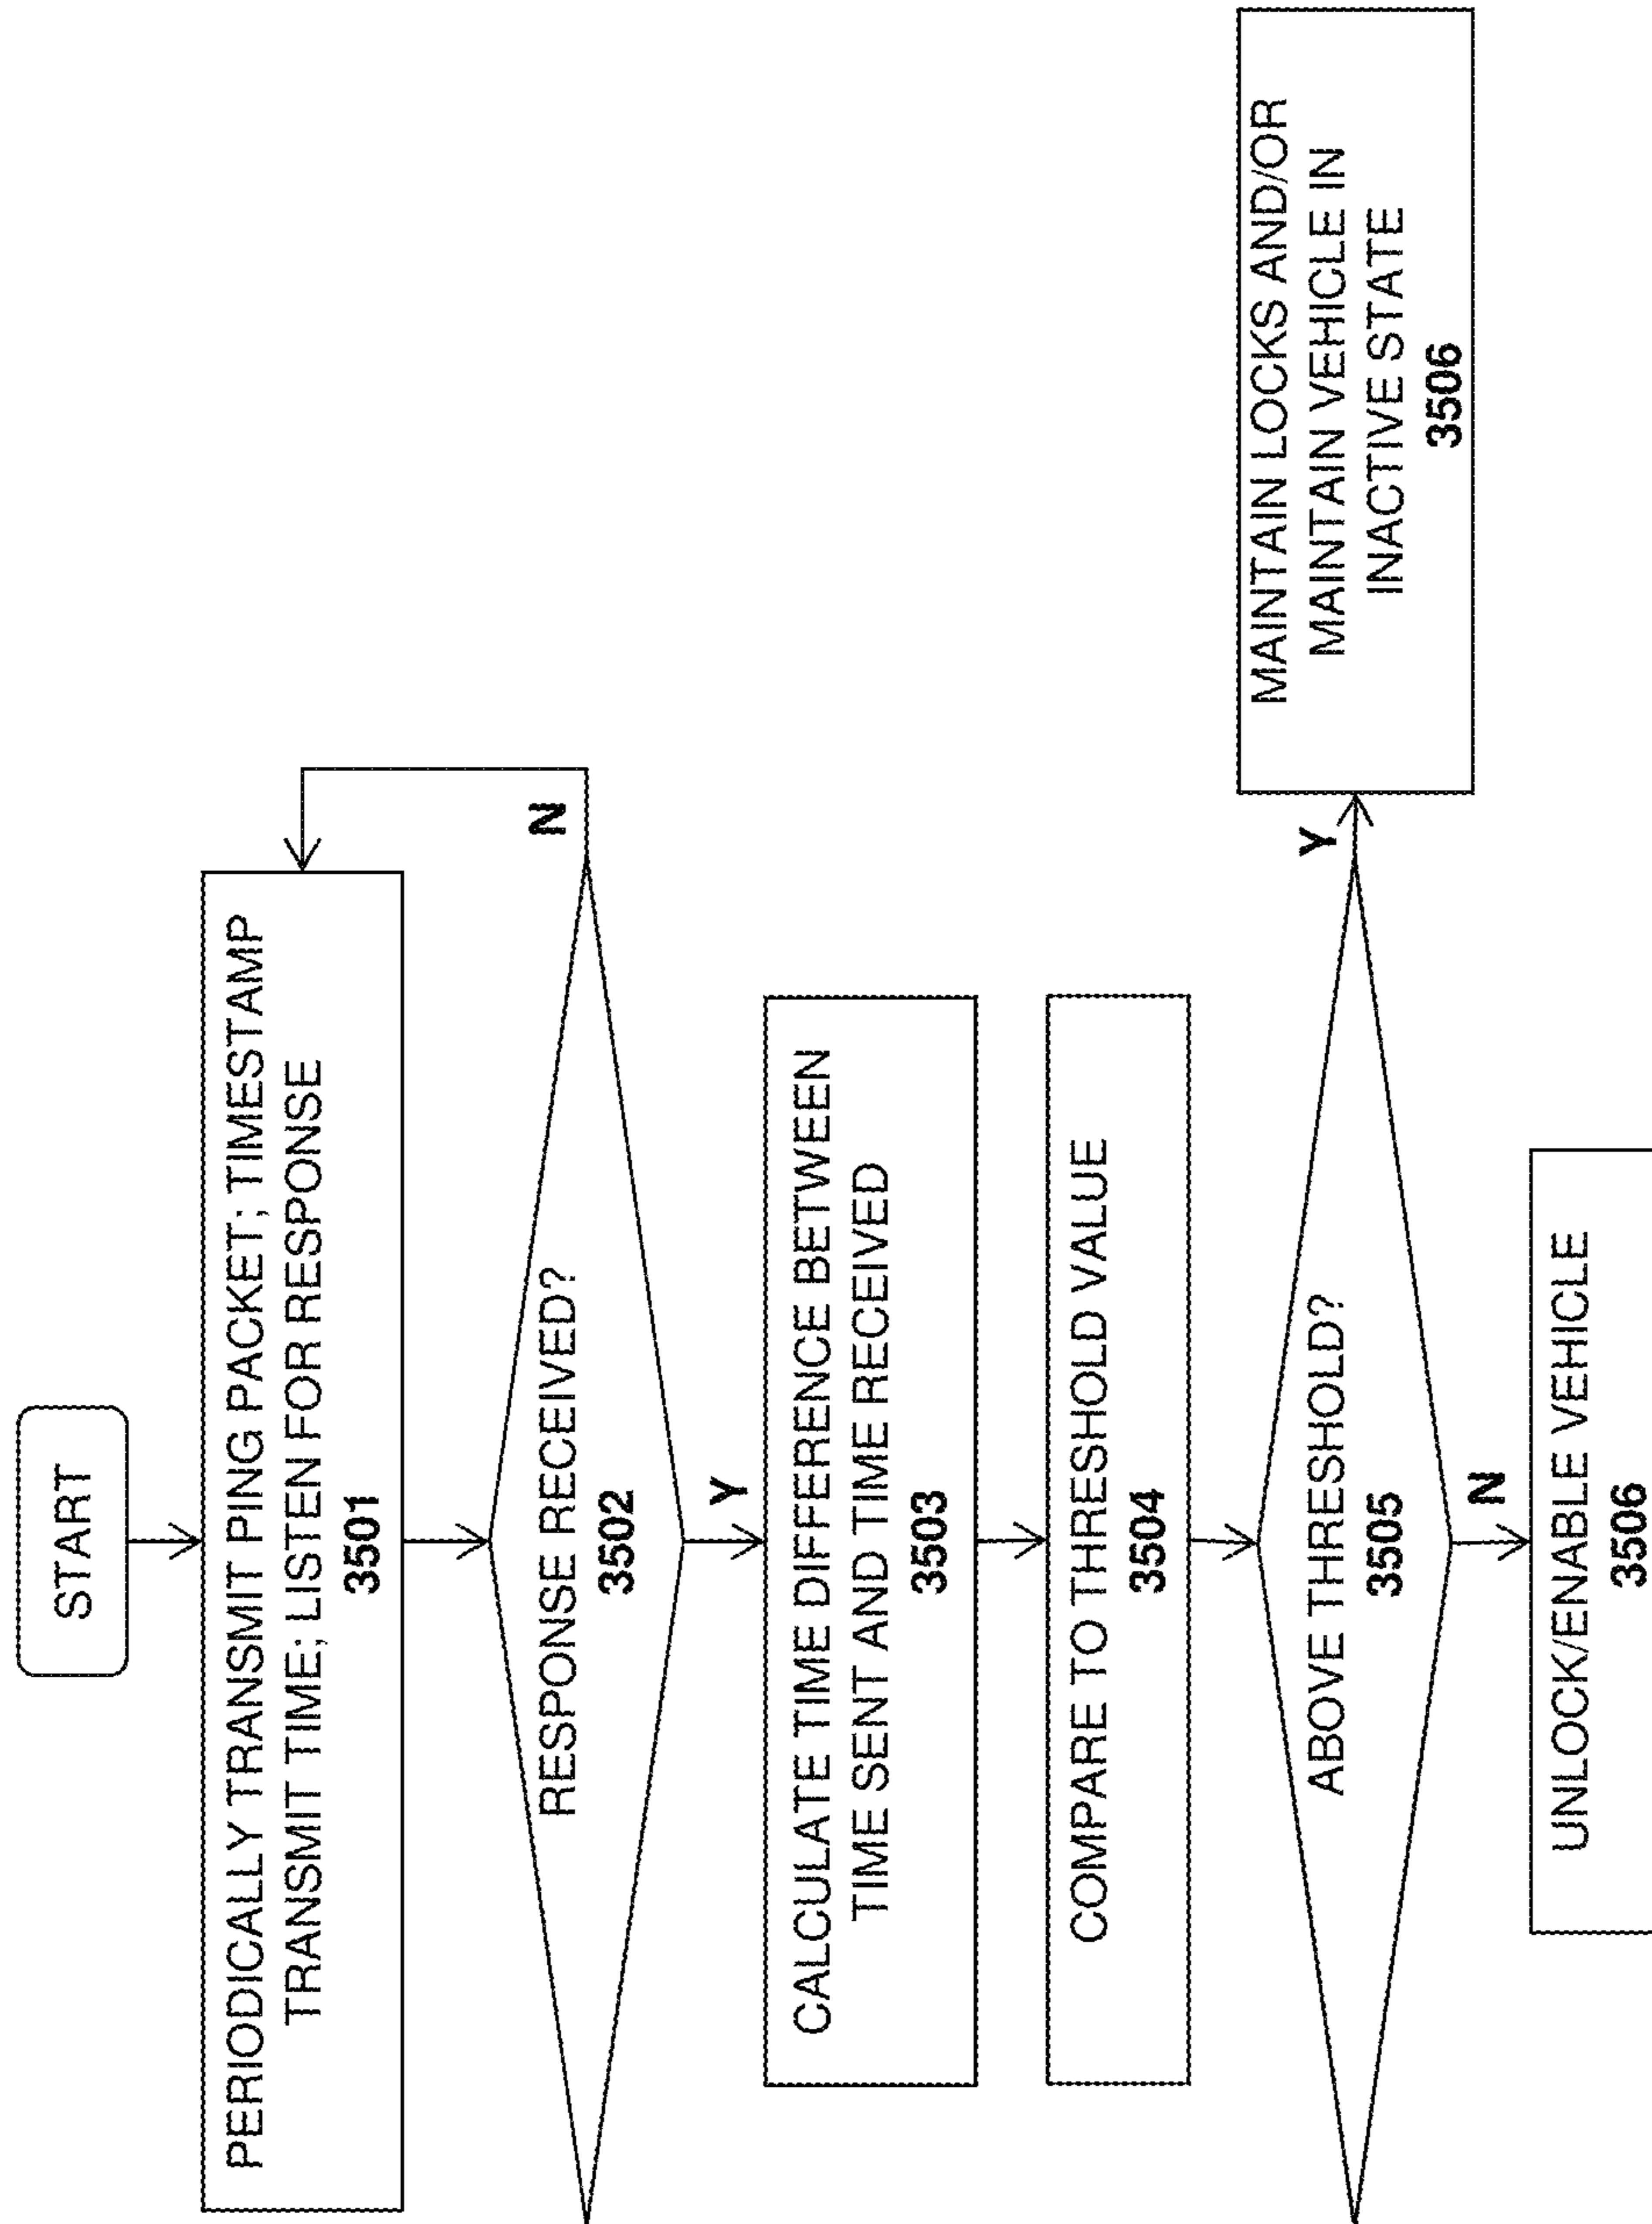 START
PERIODICALLY TRANSMIT PING PACKET; TIMESTAMP
TRANSMIT TIME; LISTEN FOR RESPONSE
3501
RESPONSE RECEIVED?
3502
N
Y
CALCULATE TIME DIFFERENCE BETWEEN
TIME SENT AND TIME RECEIVED
3503
COMPARE TO THRESHOLD VALUE
3504
ABOVE THRESHOLD?
3505
Y
MAINTAIN LOCKS AND/OR
MAINTAIN VEHICLE IN
INACTIVE STATE
3506
N
UNLOCK/ENABLE VEHICLE
3506